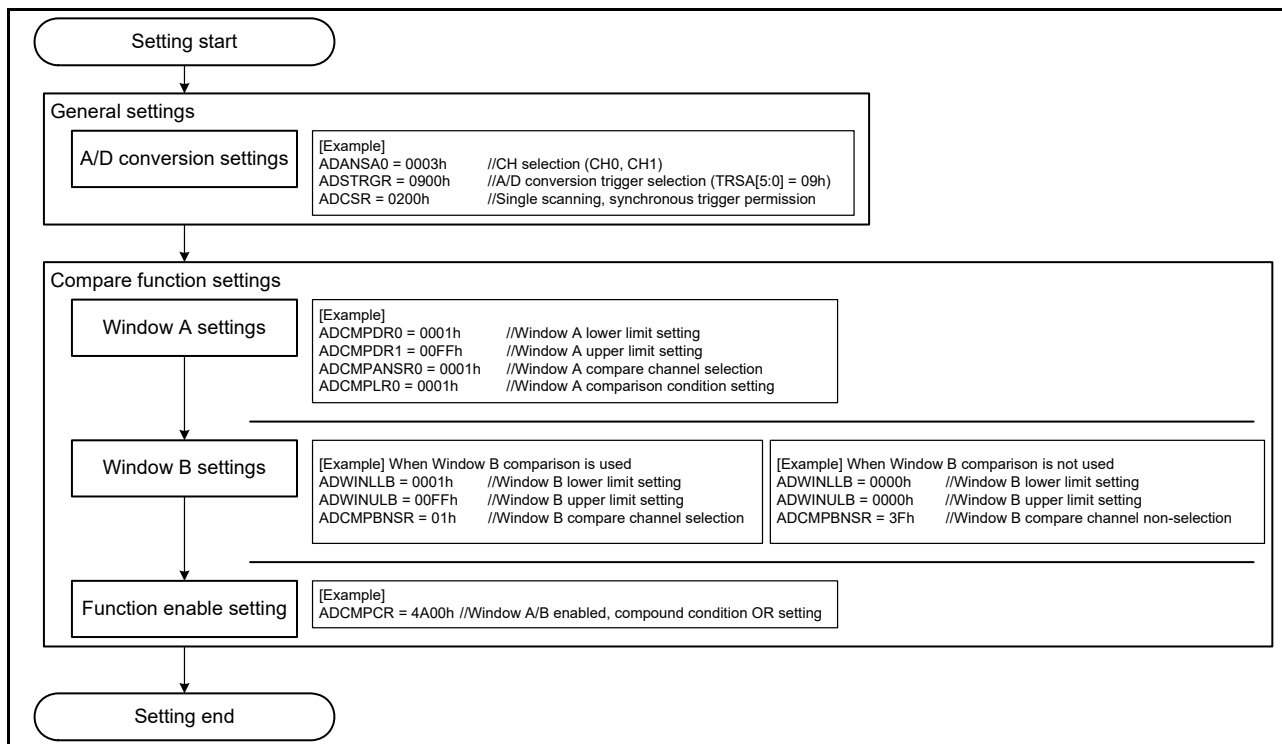 Setting start
General settings
A/D conversion settings
[Example]
ADANSA0 = 0003h //CH selection (CH0, CH1)
ADSTRGR = 0900h //A/D conversion trigger selection (TRSA[5:0] = 09h)
ADCSR = 0200h //Single scanning, synchronous trigger permission
Compare function settings
Window A settings
[Example]
ADCMPDR0 = 0001h //Window A lower limit setting
ADCMPDR1 = 00FFh //Window A upper limit setting
ADCMPANSR0 = 0001h //Window A compare channel selection
ADCMPLR0 = 0001h //Window A comparison condition setting
Window B settings
[Example] When Window B comparison is used
ADWINLLB = 0001h //Window B lower limit setting
ADWINULB = 00FFh //Window B upper limit setting
ADCMPBNSR = 01h //Window B compare channel selection
[Example] When Window B comparison is not used
ADWINLLB = 0000h //Window B lower limit setting
ADWINULB = 0000h //Window B upper limit setting
ADCMPBNSR = 3Fh //Window B compare channel non-selection
Function enable setting
[Example]
ADCMPCR = 4A00h //Window A/B enabled, compound condition OR setting
Setting end